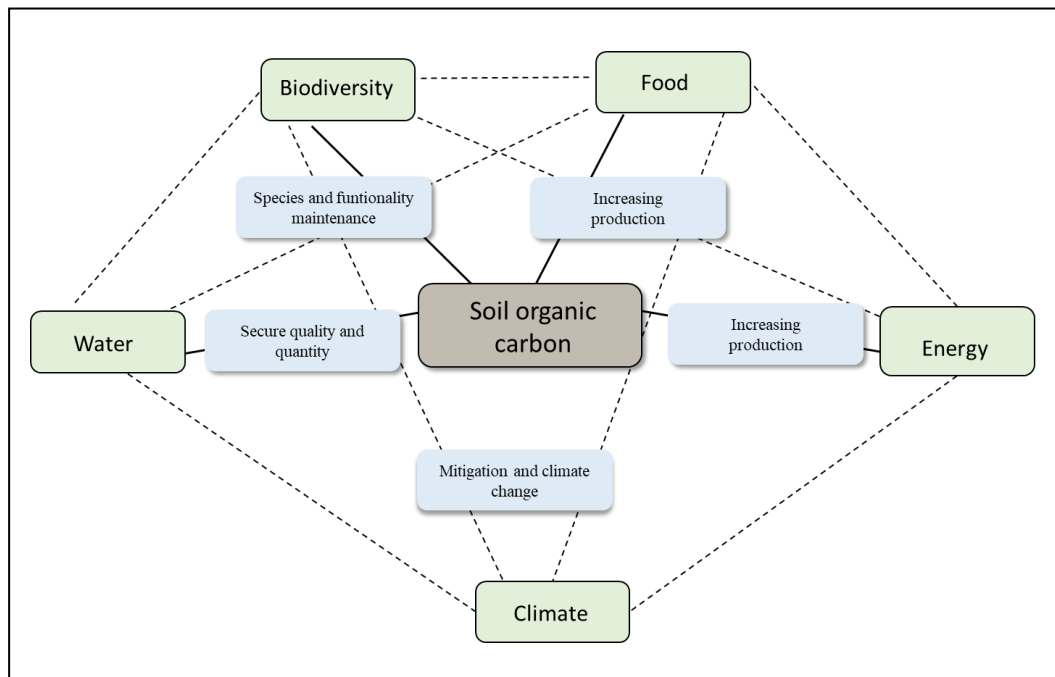 Biodiversity
Food
Species and funtionality
maintenance
Increasing
production
Soil organic
carbon
Water
Secure quality and
quantity
Increasing
production
Energy
Mitigation and climate
change
Climate